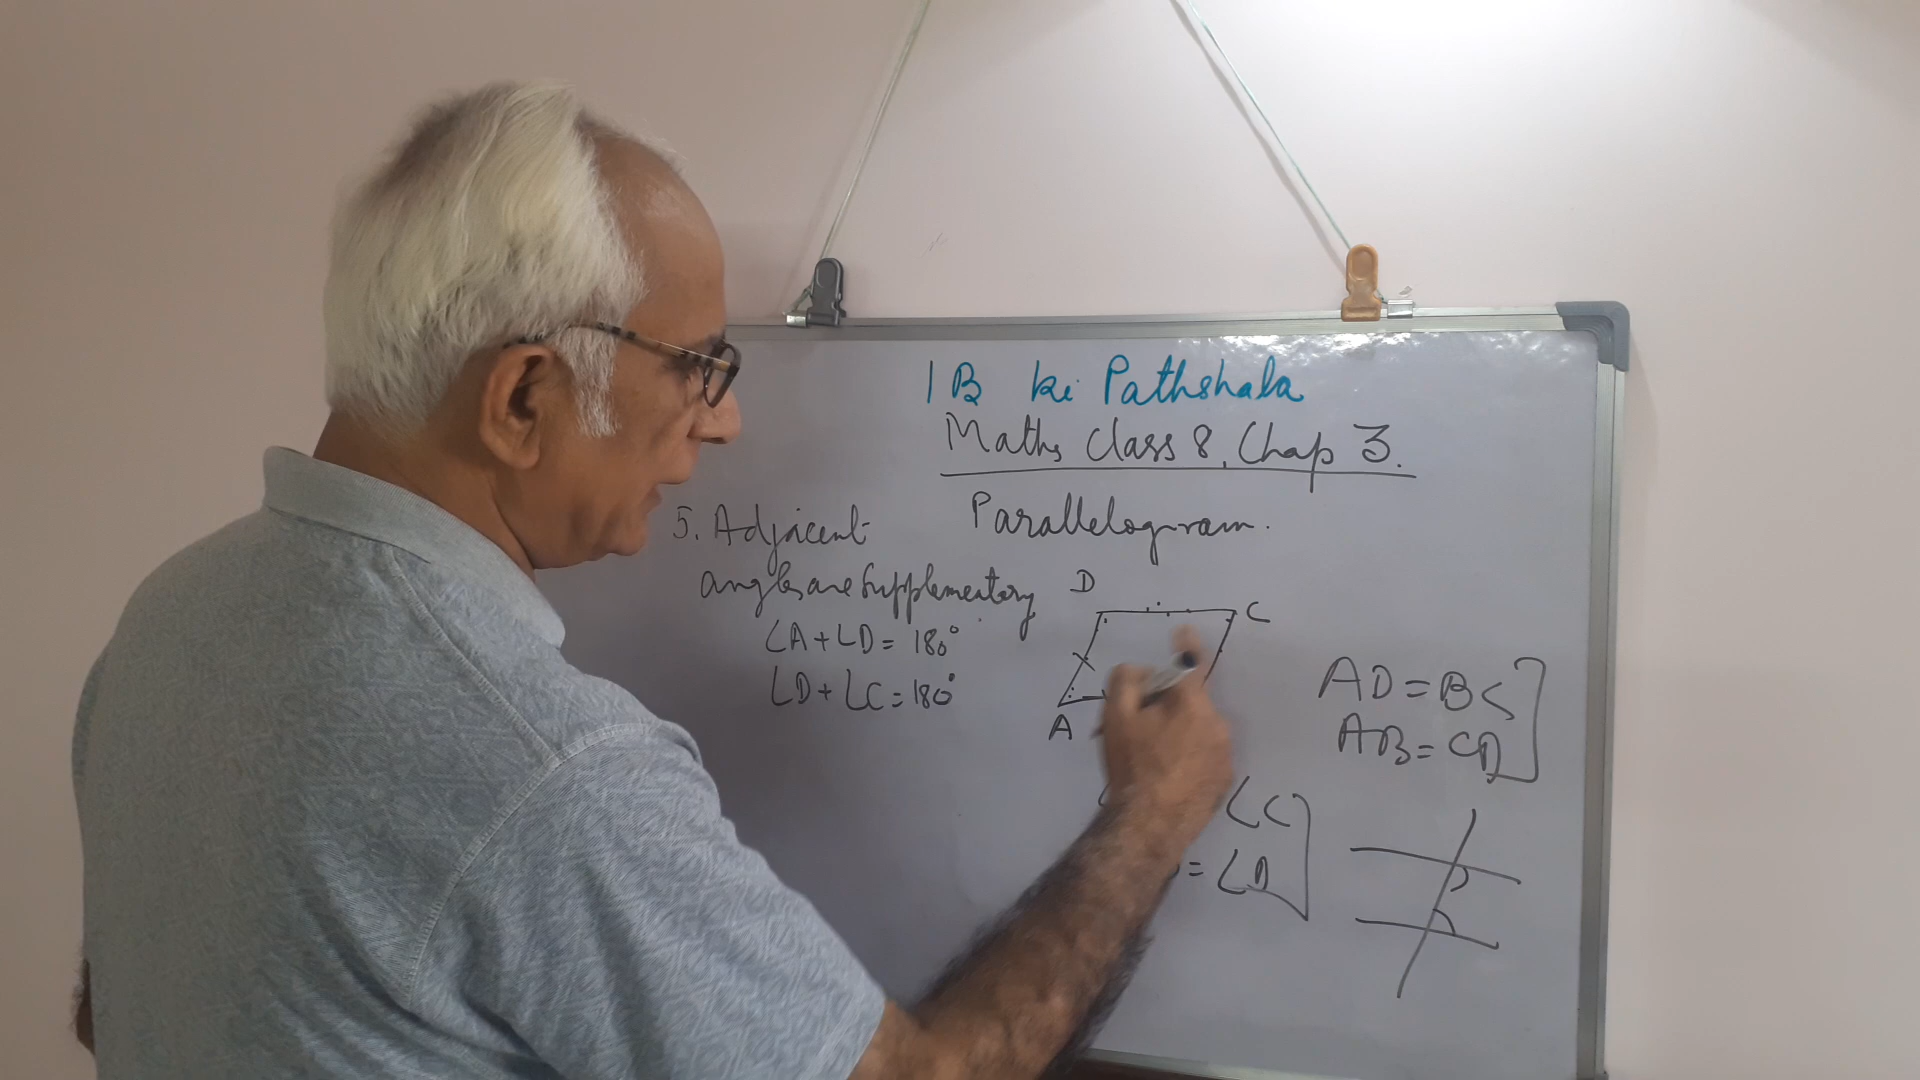 IB ki Pathshala
Maths Class 8, Chap 3.
Parallelogram.
5. Adjacent
angles are Supplementary
∠A+∠D= 180°
∠D+∠C=180°
D
C
A
AD=BC
AB=CD
∠C
=∠D